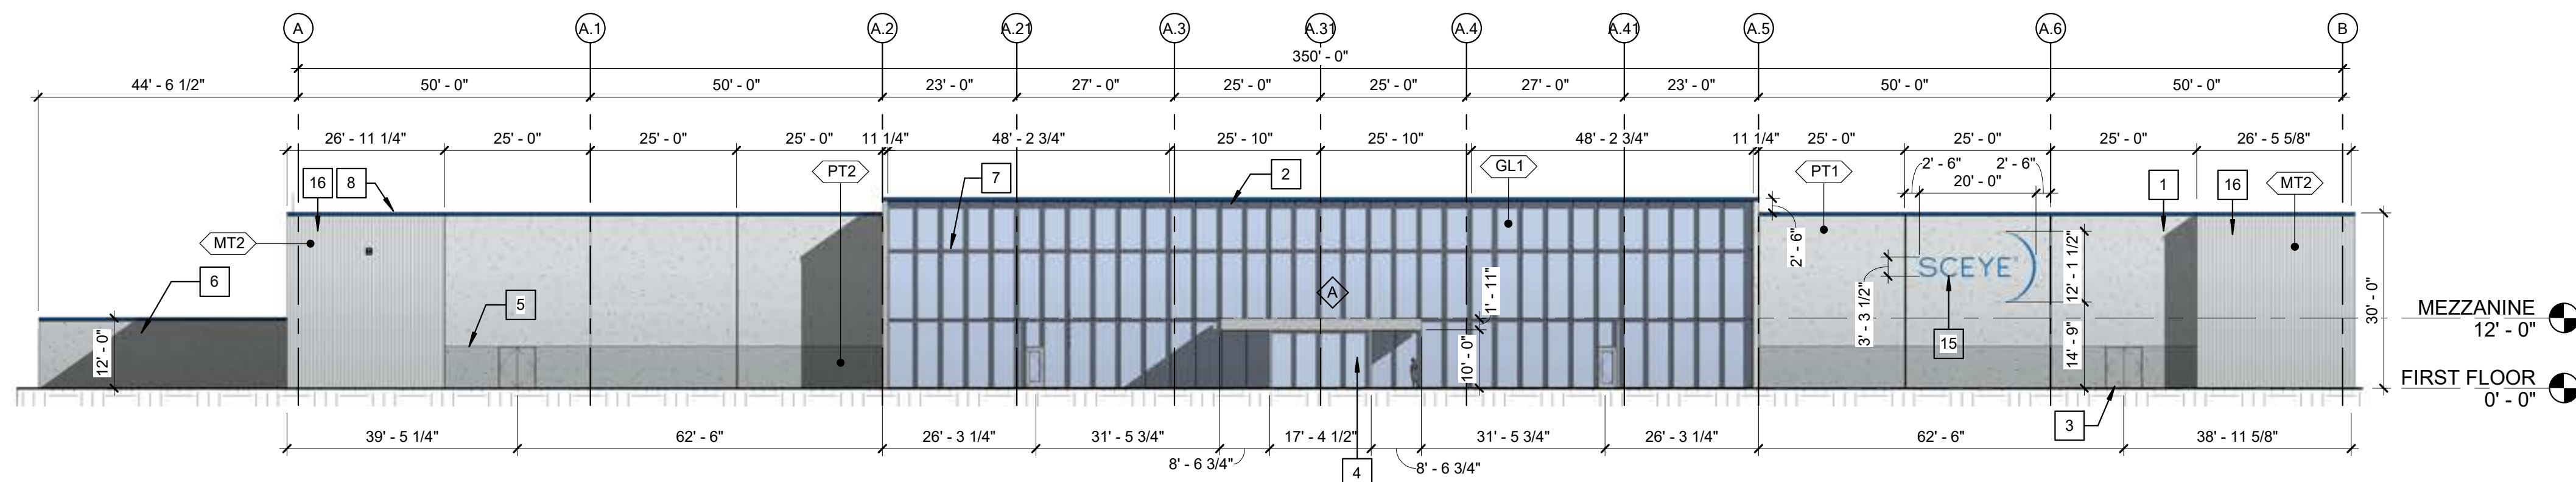 A A.1 A.2 A.21 A.3 A.31 A.4 A.41 A.5 A.6 B
350' - 0"
44' - 6 1/2" 50' - 0" 50' - 0" 23' - 0" 27' - 0" 25' - 0" 25' - 0" 27' - 0" 23' - 0" 50' - 0" 50' - 0"
26' - 11 1/4" 25' - 0" 25' - 0" 25' - 0" 11 1/4" 48' - 2 3/4" 25' - 10" 25' - 10" 48' - 2 3/4" 11 1/4" 25' - 0" 25' - 0" 25' - 0" 26' - 5 5/8"
2' - 6" 2' - 6"
16 8 PT2 7 2 GL1 PT1 20' - 0" 1 16 MT2
MT2 2' - 6" 12' - 1 1/2"
6 SCEYE
5 A 1' - 11" 3' - 3 1/2" 30' - 0"
MEZZANINE
12' - 0"
12' - 0" 10' - 0" 15 14' - 9"
FIRST FLOOR
0' - 0"
3
39' - 5 1/4" 62' - 6" 26' - 3 1/4" 31' - 5 3/4" 17' - 4 1/2" 31' - 5 3/4" 26' - 3 1/4" 62' - 6" 38' - 11 5/8"
8' - 6 3/4" 4 8' - 6 3/4"